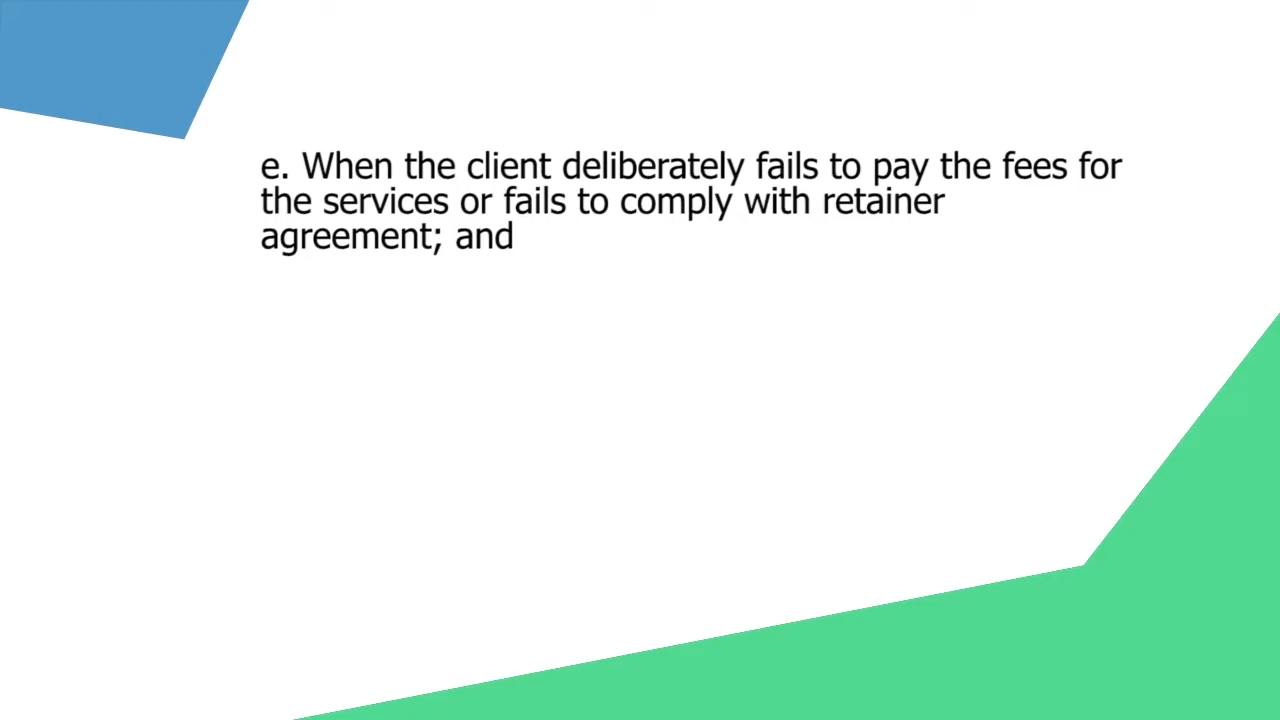 e. When the client deliberately fails to pay the fees for
the services or fails to comply with retainer
agreement; and